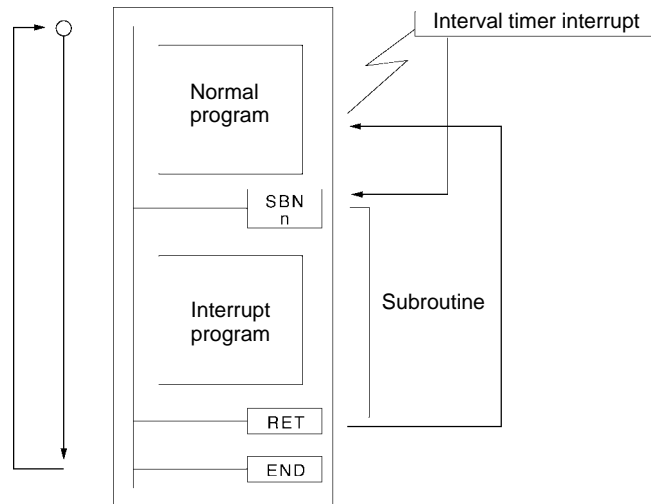 Interval timer interrupt
Normal
program
SBN
n
Interrupt
program
Subroutine
RET
END